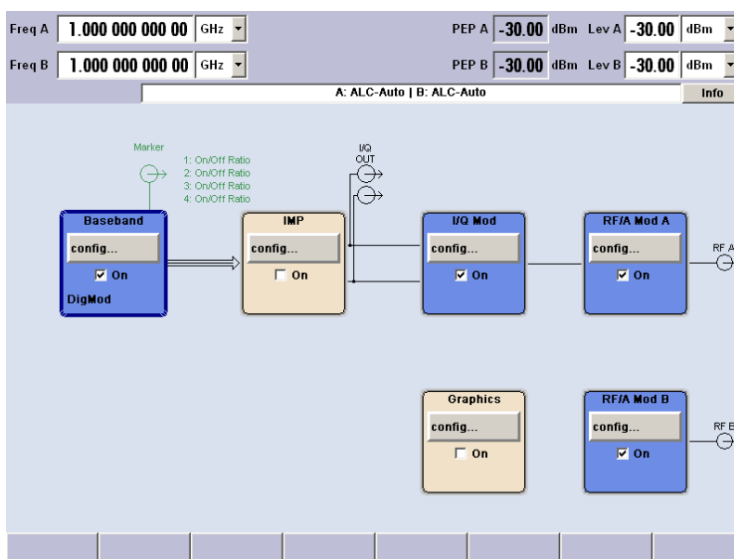 Freq A 1.000 000 000 00 GHz PEP A -30.00 dBm Lev A -30.00 dBm
Freq B 1.000 000 000 00 GHz PEP B -30.00 dBm Lev B -30.00 dBm
A: ALC-Auto | B: ALC-Auto Info
Marker
1: On/Off Ratio
2: On/Off Ratio
3: On/Off Ratio
4: On/Off Ratio
I/Q
OUT
Baseband IMP I/Q Mod RF/A Mod A
config... config... config... config... RF A
On On On On
DigMod
Graphics RF/A Mod B
config... config... RF B
On On